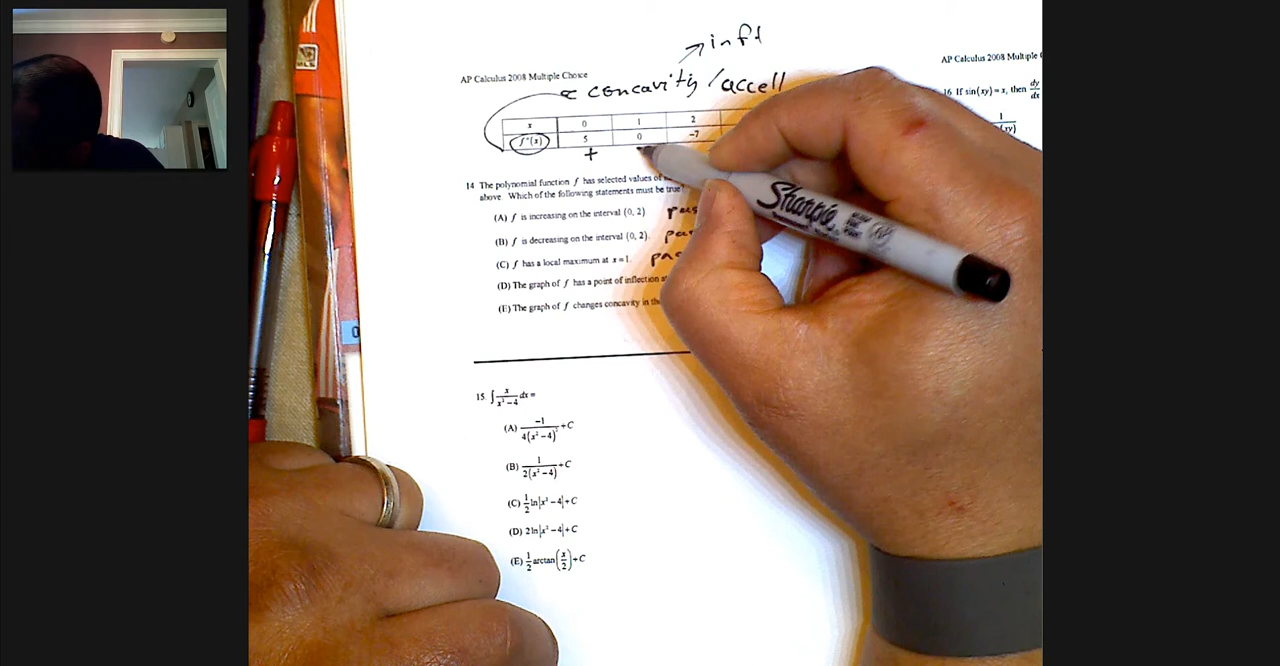 infl
AP Calculus 2008 Multiple Choice
concavity/accell
x 0 1 2
f''(x) 5 0 -7
+
14 The polynomial function f has selected values of
above. Which of the following statements must be true?
(A) f is increasing on the interval (0, 2) pass
(B) f is decreasing on the interval (0, 2).
(C) f has a local maximum at x = 1.
(D) The graph of f has a point of inflection
(E) The graph of f changes concavity in the
15. ∫ x/(x²-4) dx =
(A) -1/(4(x²-4)²) + C
(B) 1/(2(x²-4)) + C
(C) 1/2 ln|x²-4| + C
(D) 2 ln|x²-4| + C
(E) 1/2 arctan(x/2) + C
AP Calculus 2008 Multiple
16 If sin(xy) = x, then dy/dx
Sharpie